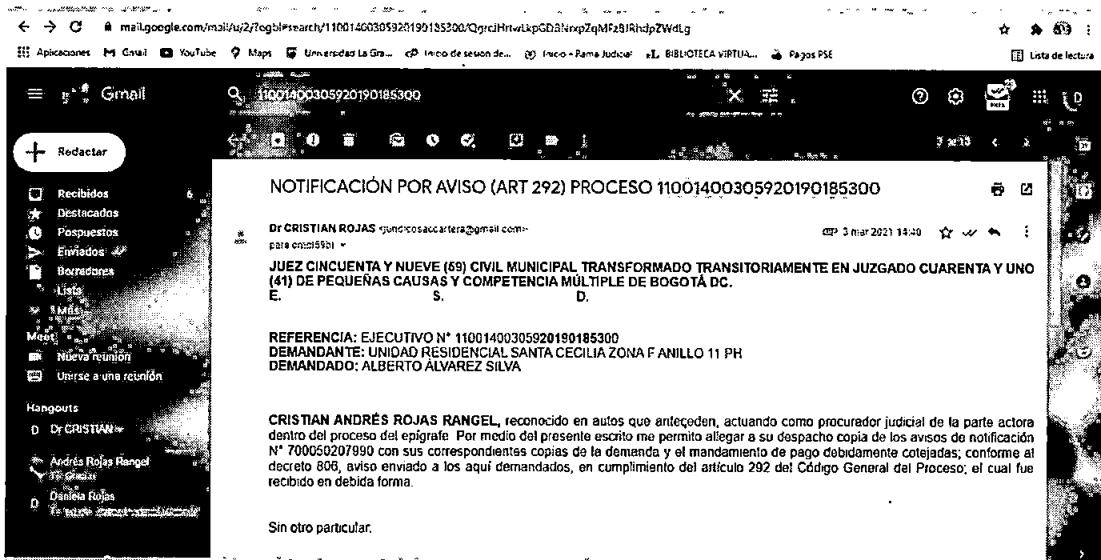 mail.google.com/mail/u/2/?ogbl#search/11001400305920190185300/
Aplicaciones Gmail YouTube Maps Universidad La Gra... Inicio de sesión de... Inicio - Rama Judicial BIBLIOTECA VIRTUA... Pagos PSE Lista de lectura
Gmail
11001400305920190185300
Redactar
NOTIFICACIÓN POR AVISO (ART 292) PROCESO 11001400305920190185300
Recibidos 6
Destacados
Pospuestos
Enviados
Borradores
Lista
Más
Dr CRISTIAN ROJAS
3 mar 2021 14:40
para cmpl59bt
JUEZ CINCUENTA Y NUEVE (59) CIVIL MUNICIPAL TRANSFORMADO TRANSITORIAMENTE EN JUZGADO CUARENTA Y UNO
(41) DE PEQUEÑAS CAUSAS Y COMPETENCIA MÚLTIPLE DE BOGOTÁ DC.
E. S. D.
Meet
Nueva reunión
Unirse a una reunión
REFERENCIA: EJECUTIVO N° 11001400305920190185300
DEMANDANTE: UNIDAD RESIDENCIAL SANTA CECILIA ZONA F ANILLO 11 PH
DEMANDADO: ALBERTO ÁLVAREZ SILVA
Hangouts
D Dr CRISTIAN
Andrés Rojas Rangel
D Daniela Rojas
CRISTIAN ANDRÉS ROJAS RANGEL, reconocido en autos que anteceden, actuando como procurador judicial de la parte actora
dentro del proceso del epígrafe. Por medio del presente escrito me permito allegar a su despacho copia de los avisos de notificación
N° 700050207990 con sus correspondientes copias de la demanda y el mandamiento de pago debidamente cotejadas; conforme al
decreto 806, aviso enviado a los aquí demandados, en cumplimiento del artículo 292 del Código General del Proceso; el cual fue
recibido en debida forma.
Sin otro particular.